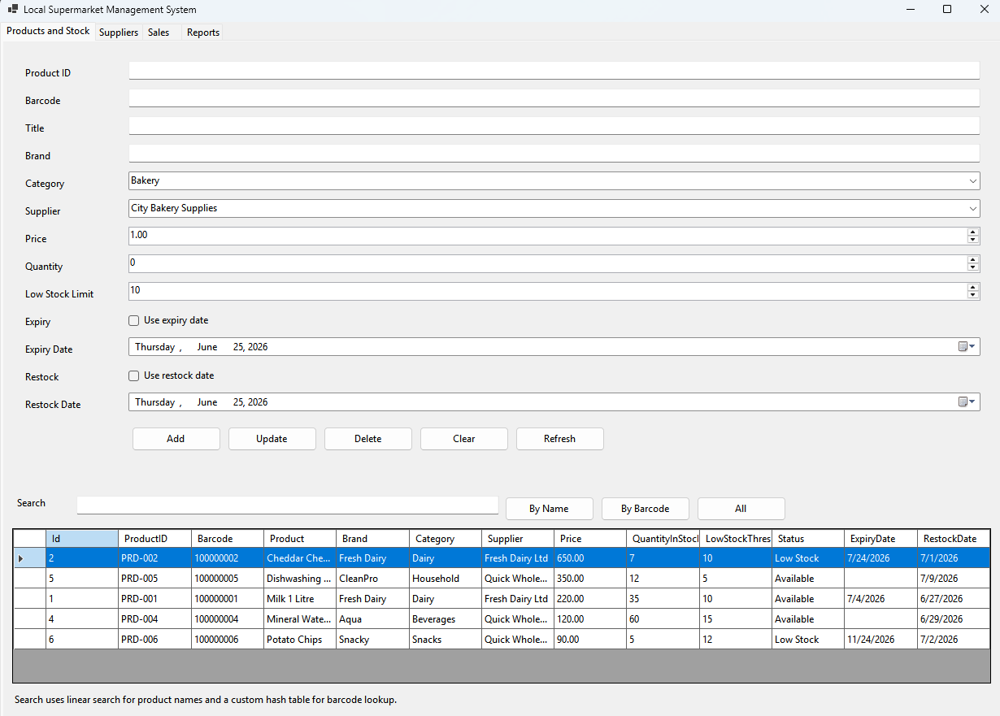 Local Supermarket Management System
Products and Stock Suppliers Sales Reports
Product ID
Barcode
Title
Brand
Category Bakery
Supplier City Bakery Supplies
Price 1.00
Quantity 0
Low Stock Limit 10
Expiry Use expiry date
Expiry Date Thursday , June 25, 2026
Restock Use restock date
Restock Date Thursday , June 25, 2026
Add Update Delete Clear Refresh
Search By Name By Barcode All
Id ProductID Barcode Product Brand Category Supplier Price QuantityInStocl LowStockThres Status ExpiryDate RestockDate
2 PRD-002 100000002 Cheddar Che... Fresh Dairy Dairy Fresh Dairy Ltd 650.00 7 10 Low Stock 7/24/2026 7/1/2026
5 PRD-005 100000005 Dishwashing ... CleanPro Household Quick Whole... 350.00 12 5 Available 7/9/2026
1 PRD-001 100000001 Milk 1 Litre Fresh Dairy Dairy Fresh Dairy Ltd 220.00 35 10 Available 7/4/2026 6/27/2026
4 PRD-004 100000004 Mineral Wate... Aqua Beverages Quick Whole... 120.00 60 15 Available 6/29/2026
6 PRD-006 100000006 Potato Chips Snacky Snacks Quick Whole... 90.00 5 12 Low Stock 11/24/2026 7/2/2026
Search uses linear search for product names and a custom hash table for barcode lookup.